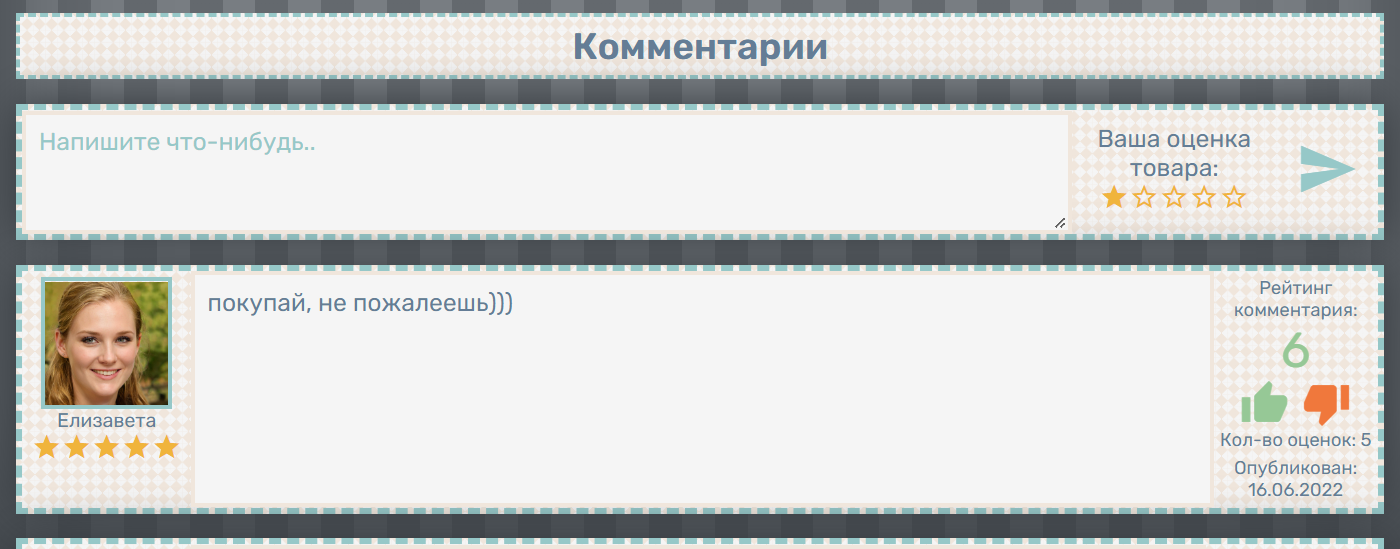 Комментарии
Напишите что-нибудь..
Ваша оценка
товара:
покупай, не пожалеешь)))
Елизавета
Рейтинг
комментария:
6
Кол-во оценок: 5
Опубликован:
16.06.2022